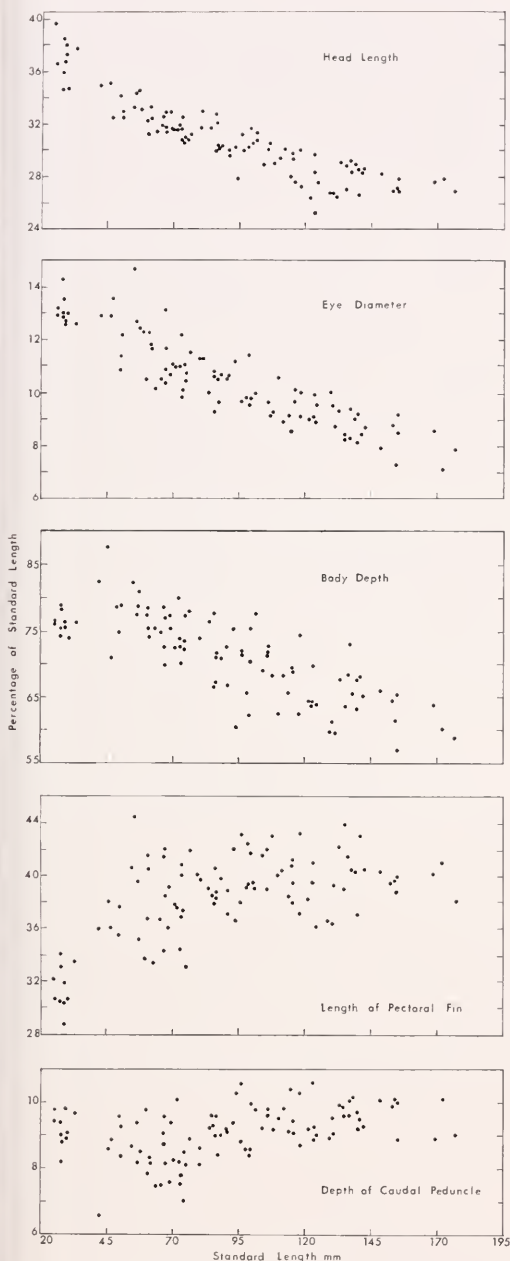 40
36
32
28
24
Head Length
14
12
10
8
6
Eye Diameter
Percentage of Standard Length
85
75
65
55
Body Depth
44
40
36
32
28
Length of Pectoral Fin
10
9
8
6
Depth of Caudal Peduncle
20 45 70 95 120 145 170 195
Standard Length mm